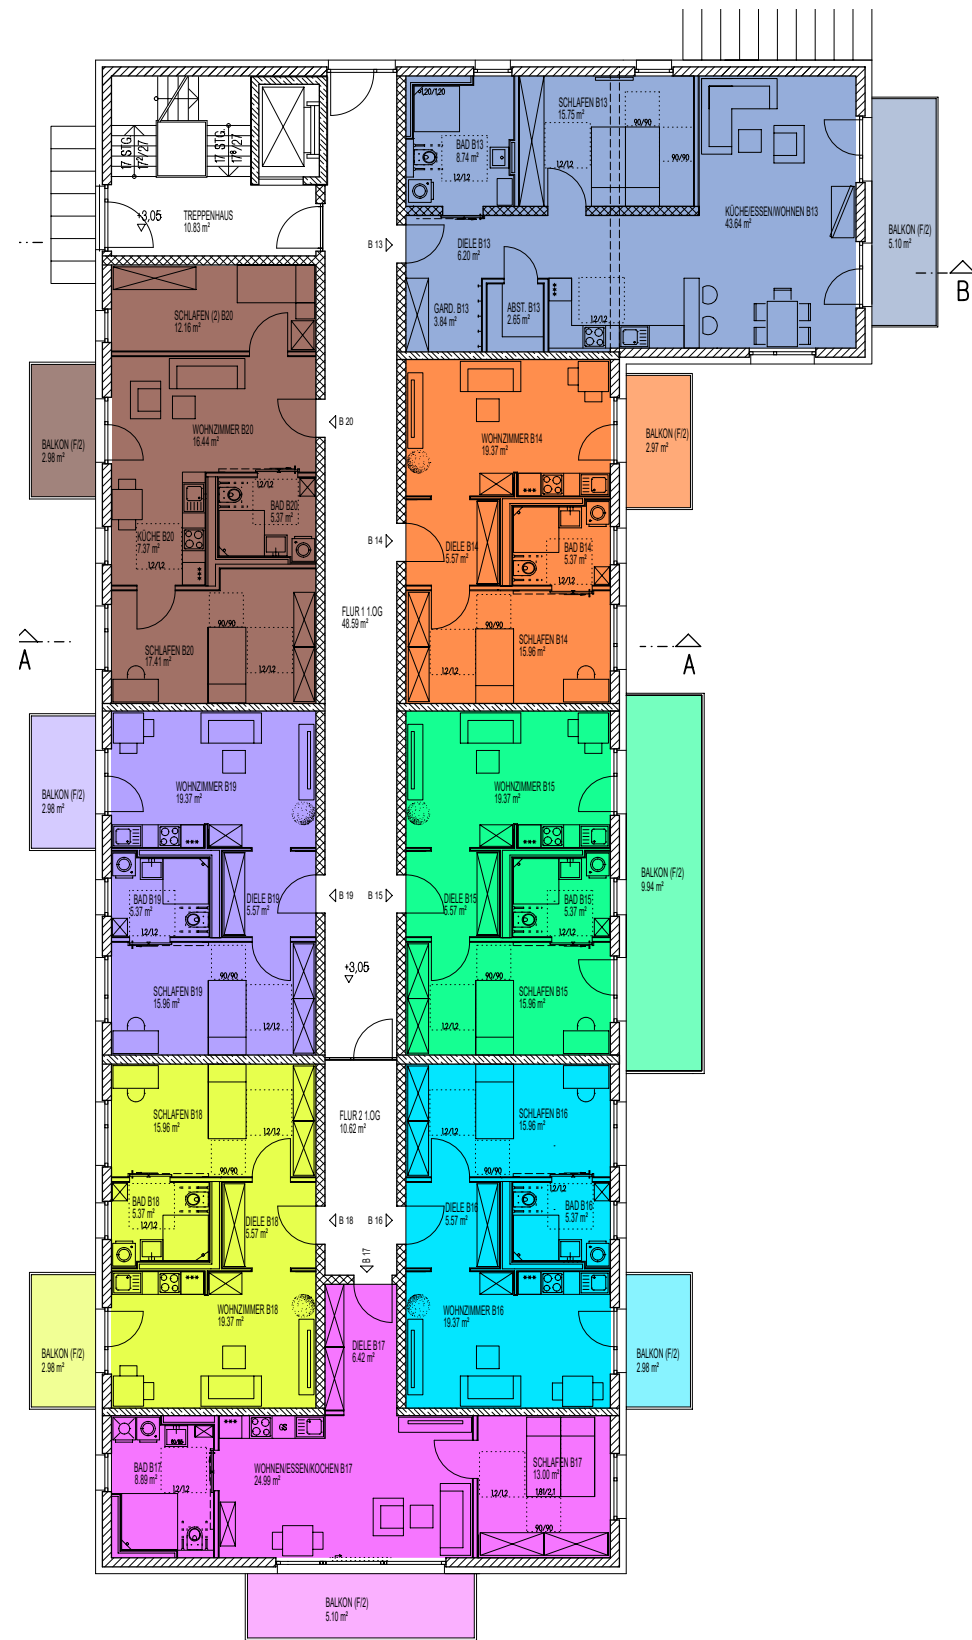 17 STG.
17²/27
17 STG.
17⁸/27
+3,05
TREPPENHAUS
10.83 m²
120/120
BAD B13
8.74 m²
12/12
SCHLAFEN B13
15.75 m²
90/90
12/12
90/90
KÜCHE/ESSEN/WOHNEN B13
43.64 m²
BALKON (F/2)
5.10 m²
B 13
DIELE B13
6.20 m²
GARD. B13
3.84 m²
ABST. B13
2.65 m²
12/12
B
SCHLAFEN (2) B20
12.16 m²
BALKON (F/2)
2.98 m²
WOHNZIMMER B20
16.44 m²
B 20
12/12
BAD B20
5.37 m²
KÜCHE B20
7.37 m²
12/12
WOHNZIMMER B14
19.37 m²
BALKON (F/2)
2.97 m²
B 14
DIELE B14
5.57 m²
BAD B14
5.37 m²
12/12
FLUR 1 1.OG
48.59 m²
90/90
SCHLAFEN B20
17.41 m²
12/12
90/90
SCHLAFEN B14
15.96 m²
12/12
A
A
BALKON (F/2)
2.98 m²
WOHNZIMMER B19
19.37 m²
WOHNZIMMER B15
19.37 m²
BALKON (F/2)
9.94 m²
BAD B19
5.37 m²
12/12
DIELE B19
5.57 m²
B 19
B 15
DIELE B15
5.57 m²
BAD B15
5.37 m²
12/12
+3,05
90/90
SCHLAFEN B19
15.96 m²
12/12
90/90
SCHLAFEN B15
15.96 m²
12/12
SCHLAFEN B18
15.96 m²
12/12
90/90
FLUR 2 1.OG
10.62 m²
SCHLAFEN B16
15.96 m²
12/12
90/90
BAD B18
5.37 m²
12/12
DIELE B18
5.57 m²
B 18
B 16
B 17
DIELE B16
5.57 m²
12/12
BAD B16
5.37 m²
WOHNZIMMER B18
19.37 m²
BALKON (F/2)
2.98 m²
DIELE B17
6.42 m²
WOHNZIMMER B16
19.37 m²
BALKON (F/2)
2.98 m²
GS
BAD B17
8.89 m²
12/12
WOHNEN/ESSEN/KOCHEN B17
24.99 m²
SCHLAFEN B17
13.00 m²
12/12
181/2,1
90/90
BALKON (F/2)
5.10 m²